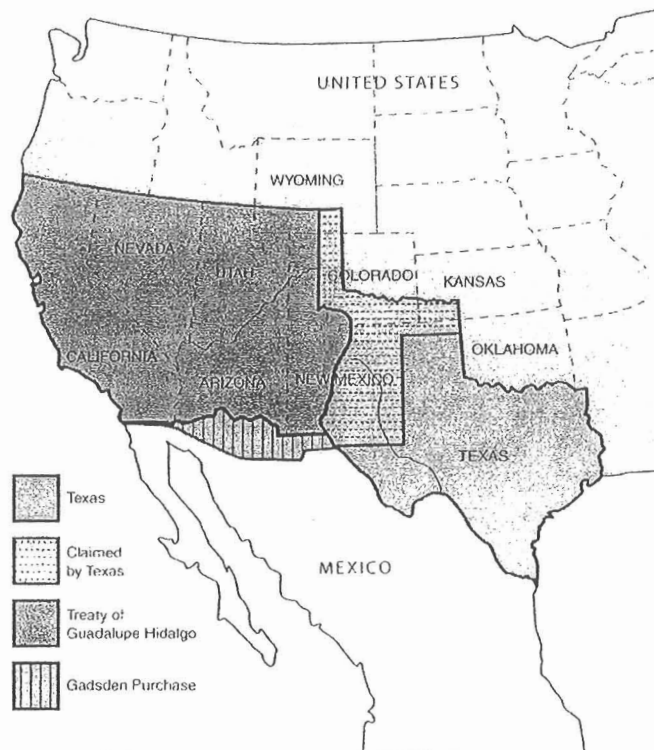 UNITED STATES
WYOMING
NEVADA
UTAH
COLORADO
KANSAS
CALIFORNIA
ARIZONA
NEW MEXICO
OKLAHOMA
TEXAS
MEXICO
Texas
Claimed
by Texas
Treaty of
Guadalupe Hidalgo
Gadsden Purchase